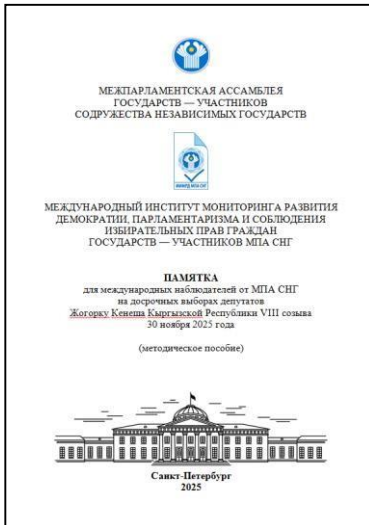 МЕЖПАРЛАМЕНТСКАЯ АССАМБЛЕЯ
ГОСУДАРСТВ — УЧАСТНИКОВ
СОДРУЖЕСТВА НЕЗАВИСИМЫХ ГОСУДАРСТВ
МЕЖДУНАРОДНЫЙ ИНСТИТУТ МОНИТОРИНГА РАЗВИТИЯ
ДЕМОКРАТИИ, ПАРЛАМЕНТАРИЗМА И СОБЛЮДЕНИЯ
ИЗБИРАТЕЛЬНЫХ ПРАВ ГРАЖДАН
ГОСУДАРСТВ — УЧАСТНИКОВ МПА СНГ
ПАМЯТКА
для международных наблюдателей от МПА СНГ
на досрочных выборах депутатов
Жогорку Кенеша Кыргызской Республики VIII созыва
30 ноября 2025 года
(методическое пособие)
Санкт-Петербург
2025